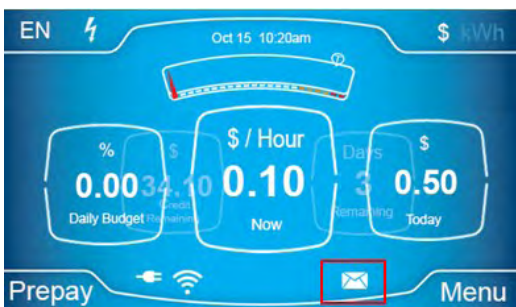 EN
Oct 15 10:20am
$ kWh
%
0.00
Daily Budget
$
34.10
Credit
Remaining
$ / Hour
0.10
Now
Days
3
Remaining
$
0.50
Today
Prepay
Menu